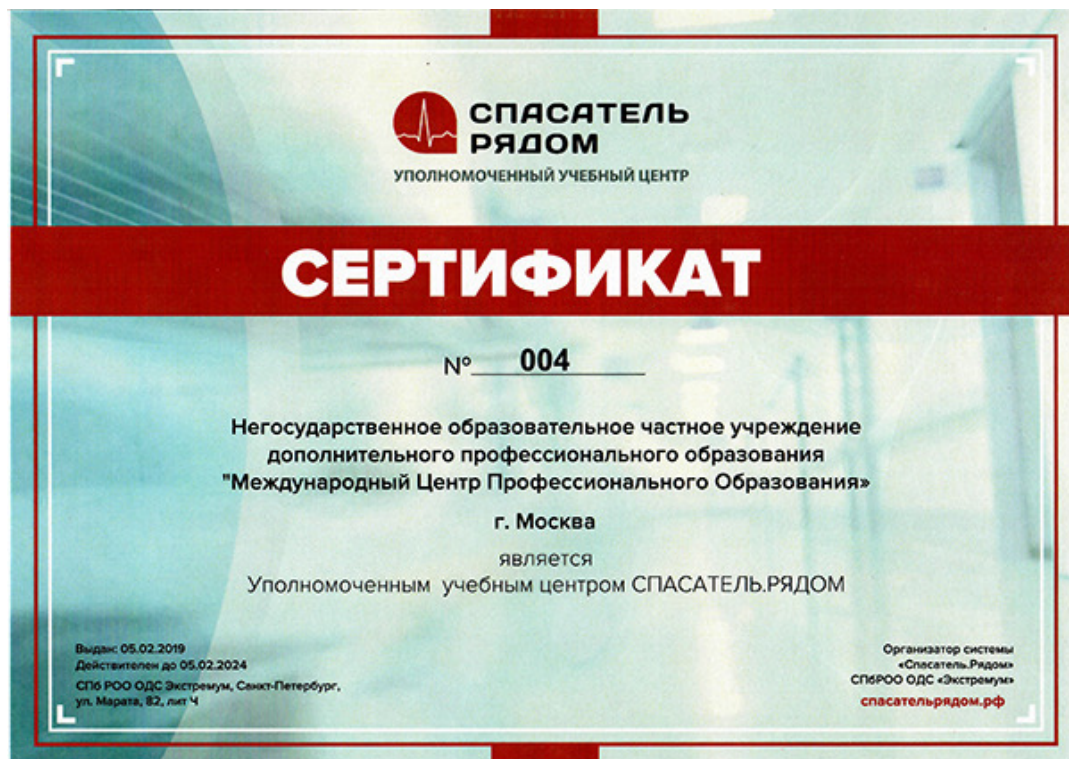 СПАСАТЕЛЬ
РЯДОМ
УПОЛНОМОЧЕННЫЙ УЧЕБНЫЙ ЦЕНТР
СЕРТИФИКАТ
№ 004
Негосударственное образовательное частное учреждение
дополнительного профессионального образования
"Международный Центр Профессионального Образования»
г. Москва
является
Уполномоченным учебным центром СПАСАТЕЛЬ.РЯДОМ
Выдан: 05.02.2019
Действителен до 05.02.2024
СПб РОО ОДС Экстремум, Санкт-Петербург,
ул. Марата, 82, лит Ч
Организатор системы
«Спасатель.Рядом»
СПбРОО ОДС «Экстремум»
спасательрядом.рф